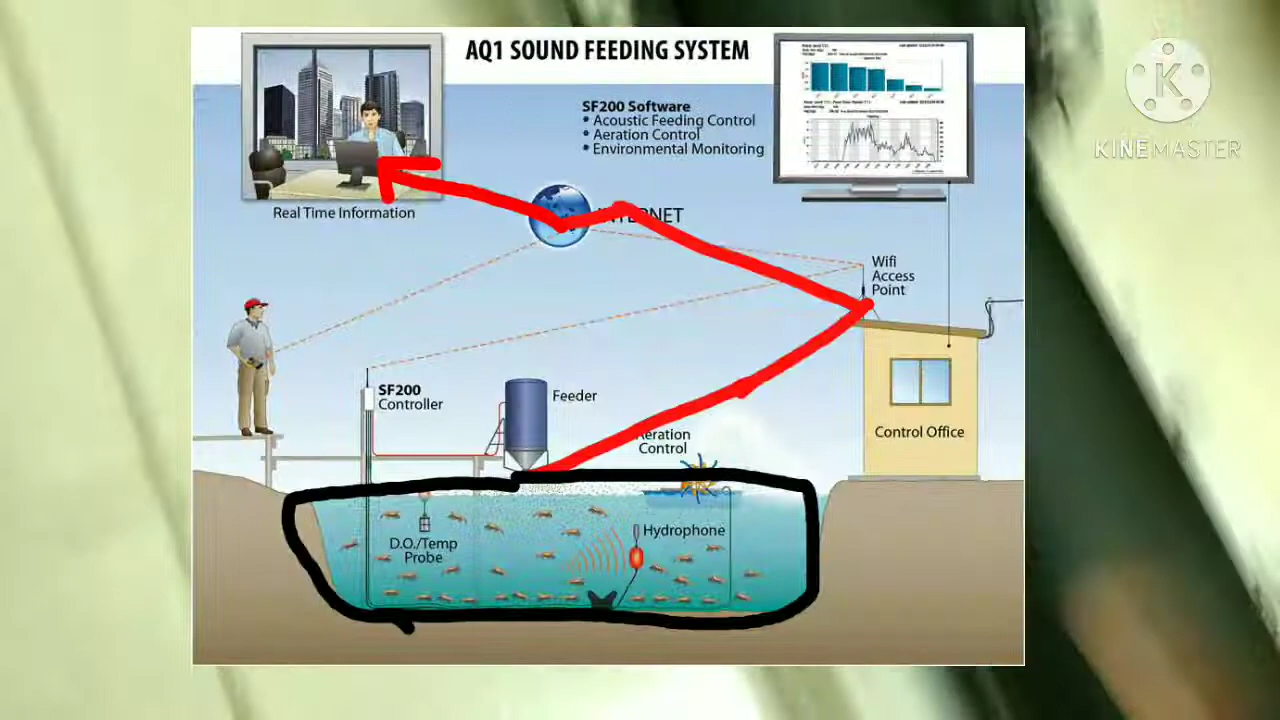 AQ1 SOUND FEEDING SYSTEM
SF200 Software
• Acoustic Feeding Control
• Aeration Control
• Environmental Monitoring
K
KINEMASTER
Real Time Information
INTERNET
Wifi
Access
Point
SF200
Controller
Feeder
Aeration
Control
Control Office
Hydrophone
D.O./Temp
Probe